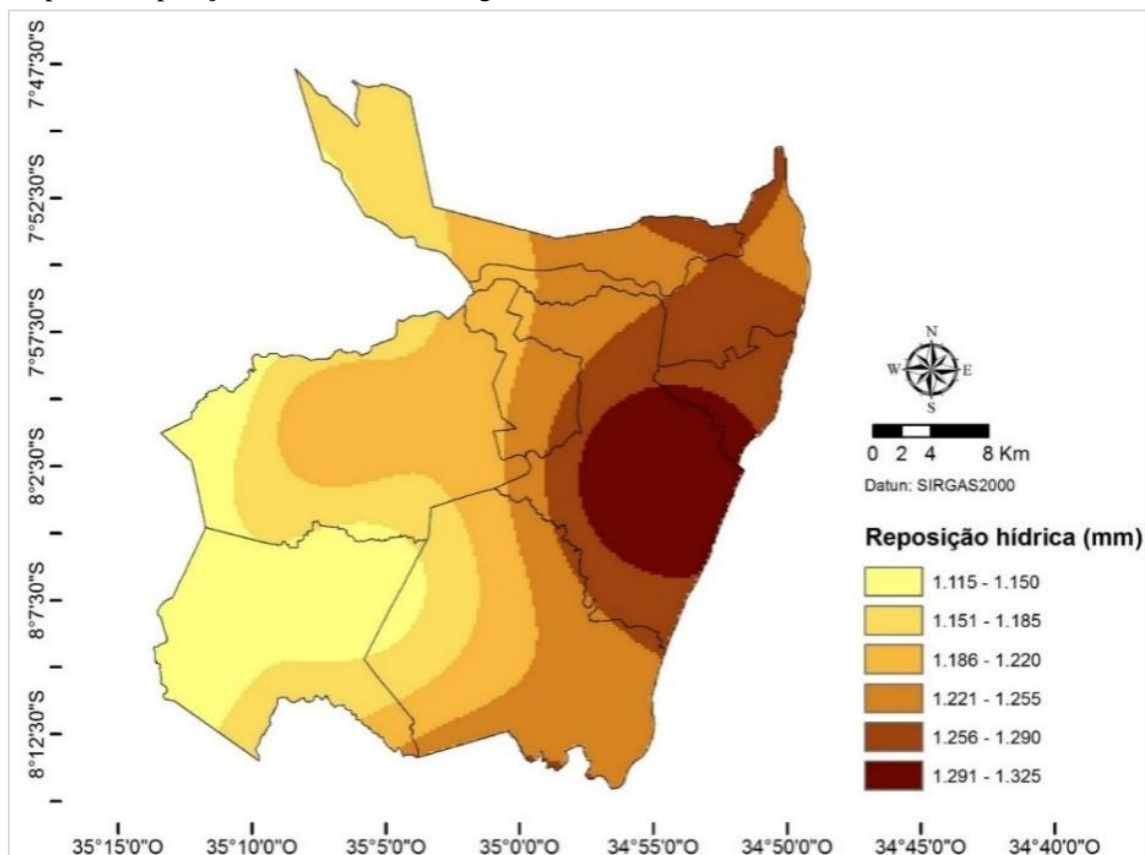 7°47'30"S
7°52'30"S
7°57'30"S
8°2'30"S
8°7'30"S
8°12'30"S
N
W
E
S
0 2 4 8 Km
Datun: SIRGAS2000
Reposição hídrica (mm)
1.115 - 1.150
1.151 - 1.185
1.186 - 1.220
1.221 - 1.255
1.256 - 1.290
1.291 - 1.325
35°15'0"O 35°10'0"O 35°5'0"O 35°0'0"O 34°55'0"O 34°50'0"O 34°45'0"O 34°40'0"O